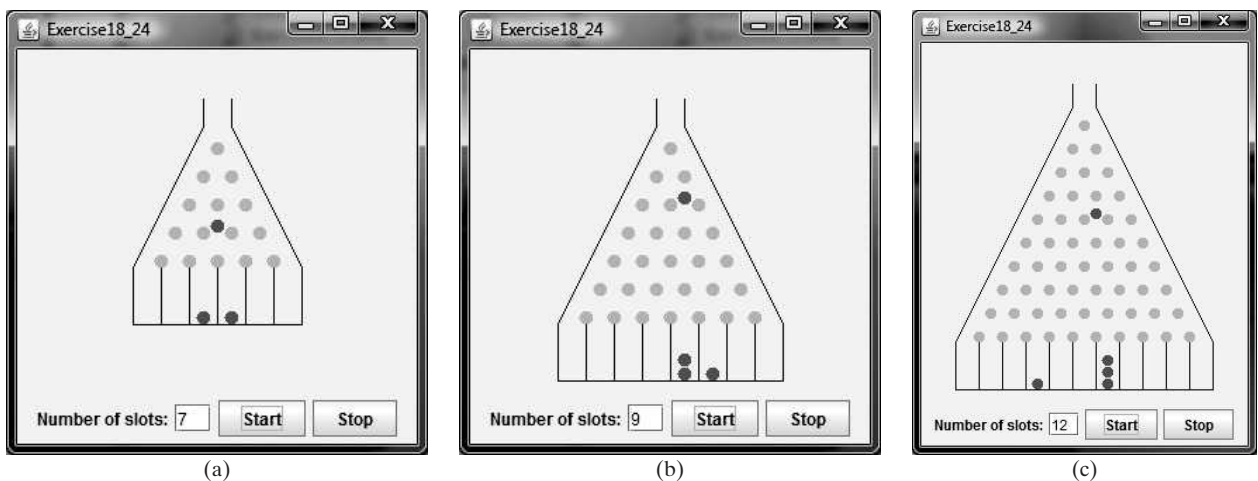 Exercise18_24
Number of slots: 7 Start Stop
(a)
Exercise18_24
Number of slots: 9 Start Stop
(b)
Exercise18_24
Number of slots: 12 Start Stop
(c)